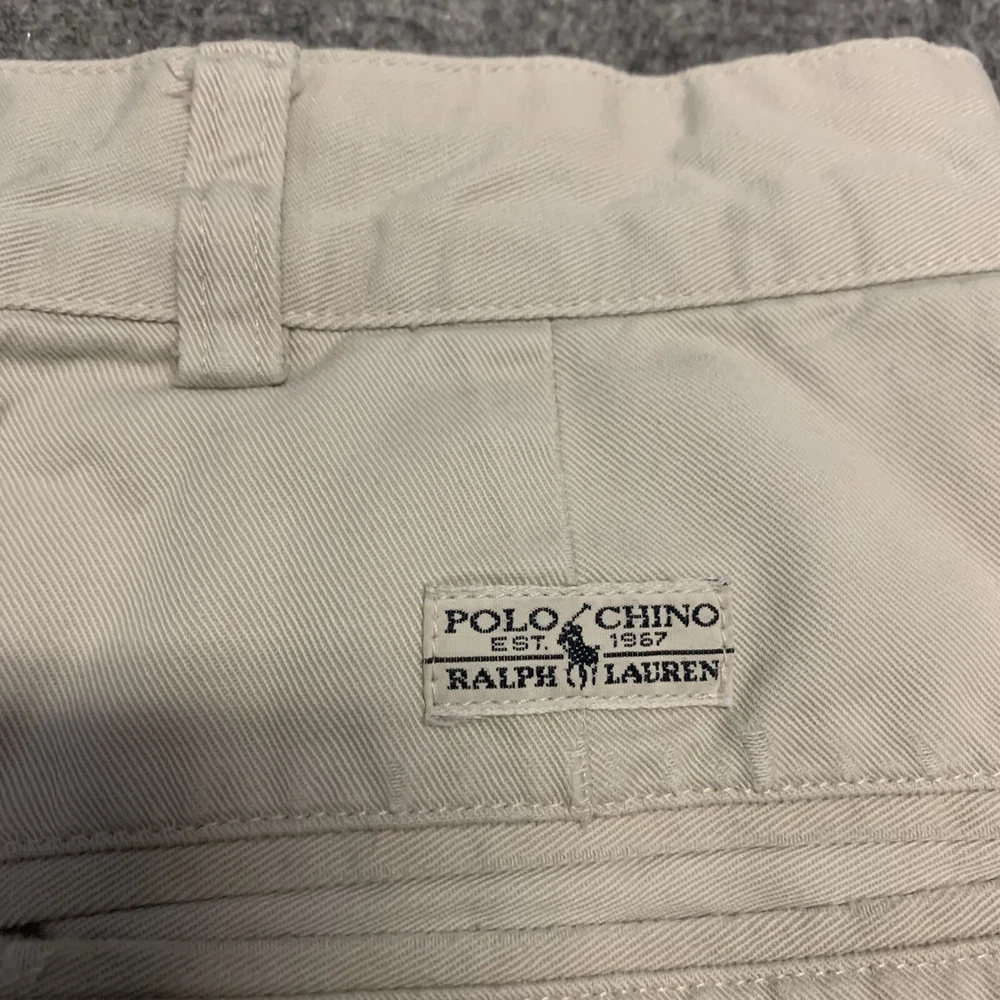 POLO CHINO
EST. 1967
RALPH LAUREN